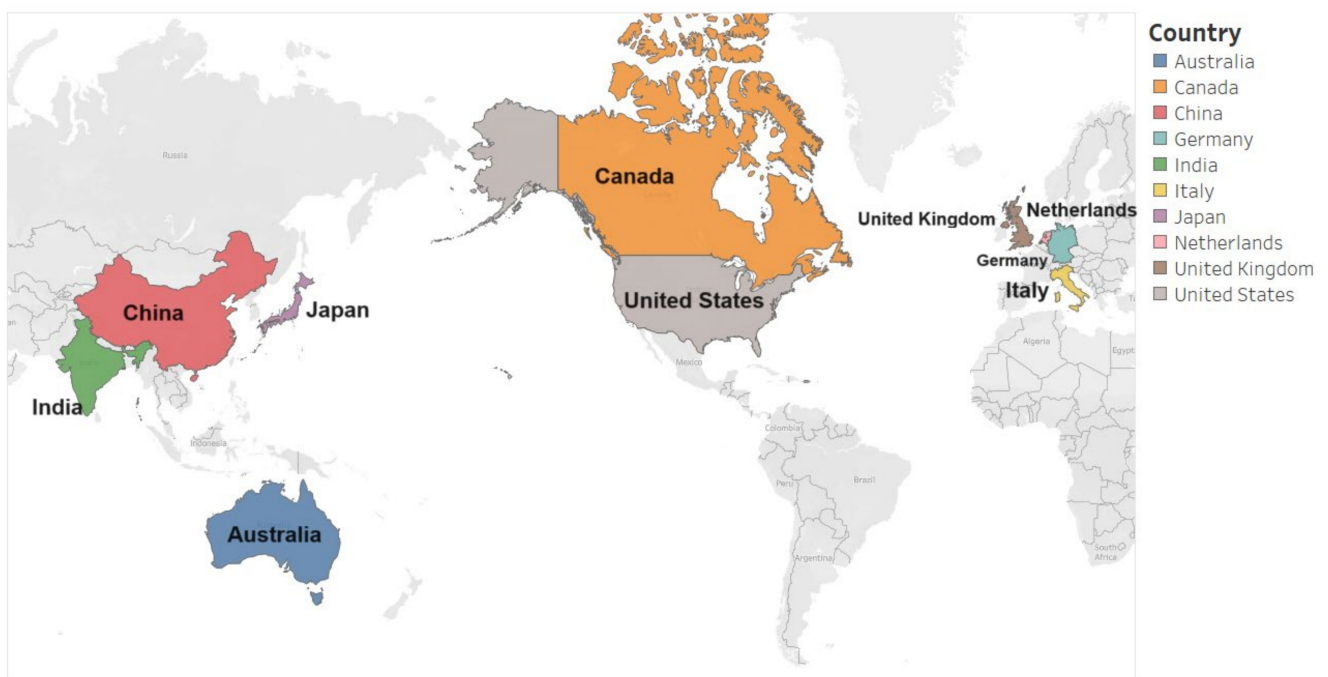 Country
Australia
Canada
China
Germany
India
Italy
Japan
Netherlands
United Kingdom
United States
Russia
Canada
United Kingdom
Netherlands
Germany
Italy
United States
China
Japan
India
Mexico
Algeria
Egypt
Indonesia
Colombia
Peru
Brazil
Australia
Argentina
South
Africa